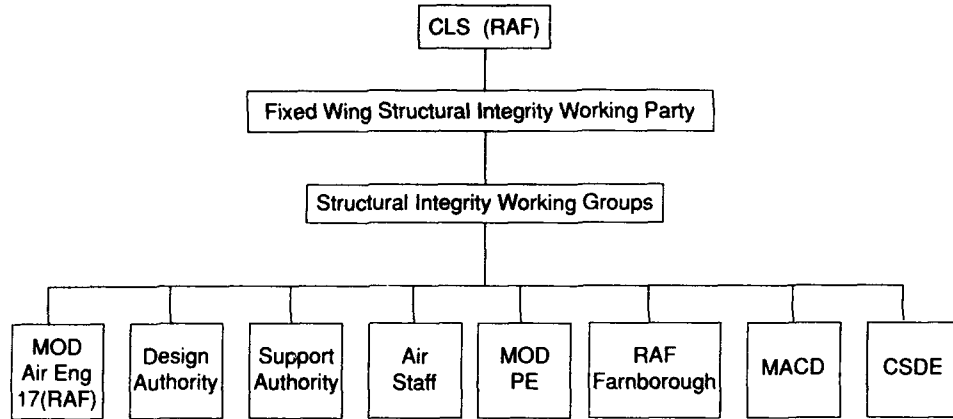 CLS (RAF)
Fixed Wing Structural Integrity Working Party
Structural Integrity Working Groups
MOD
Air Eng
17(RAF)
Design
Authority
Support
Authority
Air
Staff
MOD
PE
RAF
Farnborough
MACD
CSDE